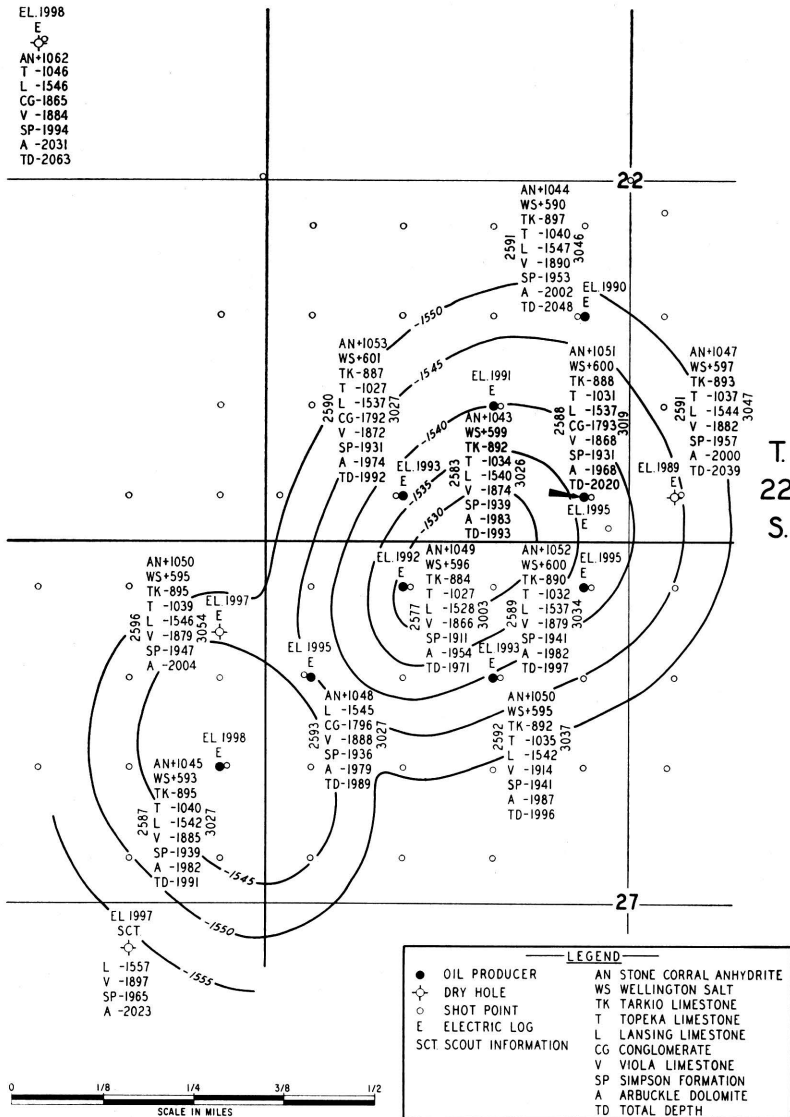 EL.1998
E
AN+1062
T -1046
L -1546
CG-1865
V -1884
SP-1994
A -2031
TD-2063
22
AN+1044
WS+590
TK-897
T -1040
L -1547
V -1890
SP-1953
A -2002
TD-2048
2591
3046
EL.1990
E
-1550
-1545
-1540
-1535
-1530
AN+1053
WS+601
TK-887
T -1027
L -1537
CG-1792
V -1872
SP-1931
A -1974
TD-1992
2590
3027
EL.1993
E
EL.1991
E
AN+1043
WS+599
TK-892
T -1034
L -1540
V -1874
SP-1939
A -1983
TD-1993
2583
3026
AN+1051
WS+600
TK-888
T -1031
L -1537
CG-1793
V -1868
SP-1931
A -1968
TD-2020
2588
3019
EL.1995
E
AN+1047
WS+597
TK-893
T -1037
L -1544
V -1882
SP-1957
A -2000
TD-2039
2591
3047
EL.1989
E
T.
22
S.
AN+1050
WS+595
TK-895
T -1039
L -1546
V -1879
SP-1947
A -2004
2596
3054
EL.1997
E
EL.1992
E
AN+1049
WS+596
TK-884
T -1027
L -1528
V -1866
SP-1911
A -1954
TD-1971
2577
3003
AN+1052
WS+600
TK-890
T -1032
L -1537
V -1879
SP-1941
A -1982
TD-1997
2589
3034
EL.1995
E
EL.1995
E
AN+1048
L -1545
CG-1796
V -1888
SP-1936
A -1979
TD-1989
2593
3027
EL.1993
E
AN+1050
WS+595
TK-892
T -1035
L -1542
V -1914
SP-1941
A -1987
TD-1996
2592
3037
EL.1998
E
AN+1045
WS+593
TK-895
T -1040
L -1542
V -1885
SP-1939
A -1982
TD-1991
2587
3027
-1545
-1550
-1555
27
EL.1997
SCT.
L -1557
V -1897
SP-1965
A -2023
LEGEND
OIL PRODUCER
DRY HOLE
SHOT POINT
E ELECTRIC LOG
SCT. SCOUT INFORMATION
AN STONE CORRAL ANHYDRITE
WS WELLINGTON SALT
TK TARKIO LIMESTONE
T TOPEKA LIMESTONE
L LANSING LIMESTONE
CG CONGLOMERATE
V VIOLA LIMESTONE
SP SIMPSON FORMATION
A ARBUCKLE DOLOMITE
TD TOTAL DEPTH
0 1/8 1/4 3/8 1/2
SCALE IN MILES